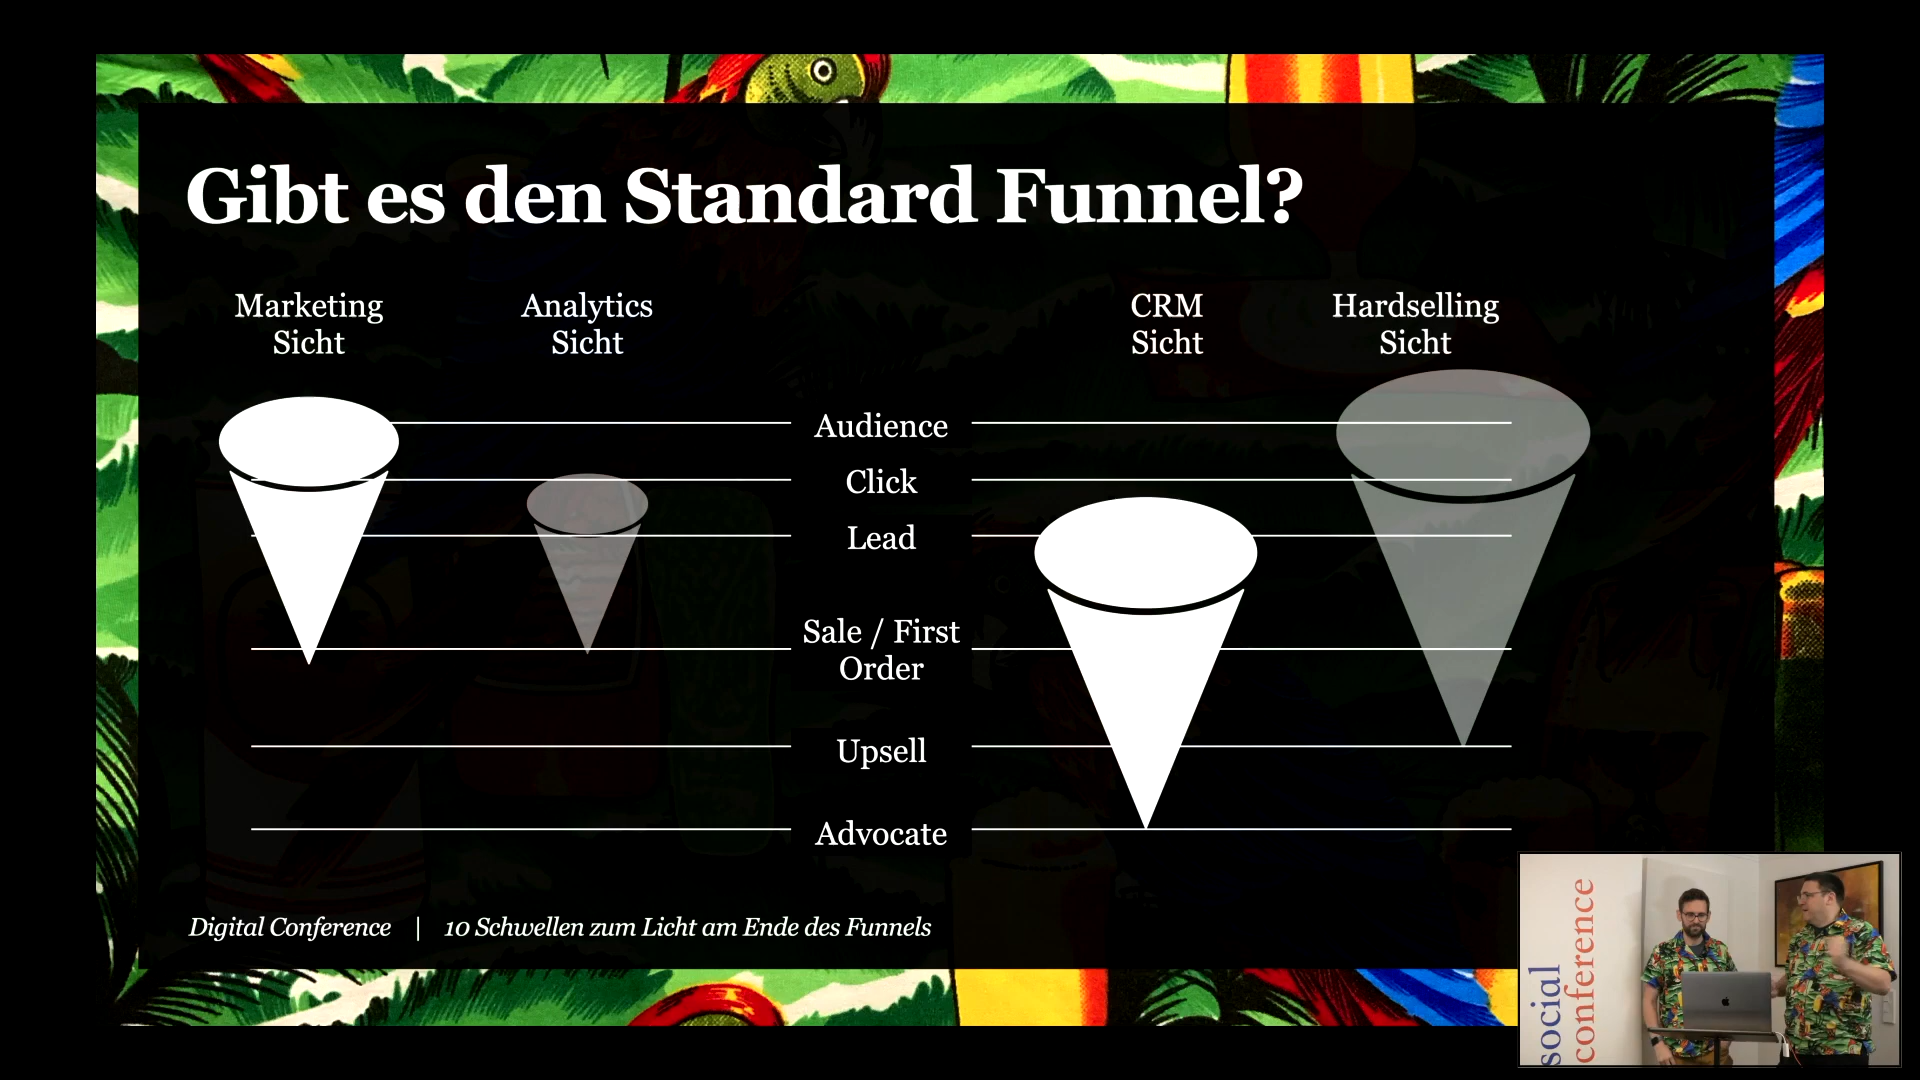 Gibt es den Standard Funnel?
Marketing
Sicht
Analytics
Sicht
CRM
Sicht
Hardselling
Sicht
Audience
Click
Lead
Sale / First
Order
Upsell
Advocate
Digital Conference | 10 Schwellen zum Licht am Ende des Funnels
social
conference